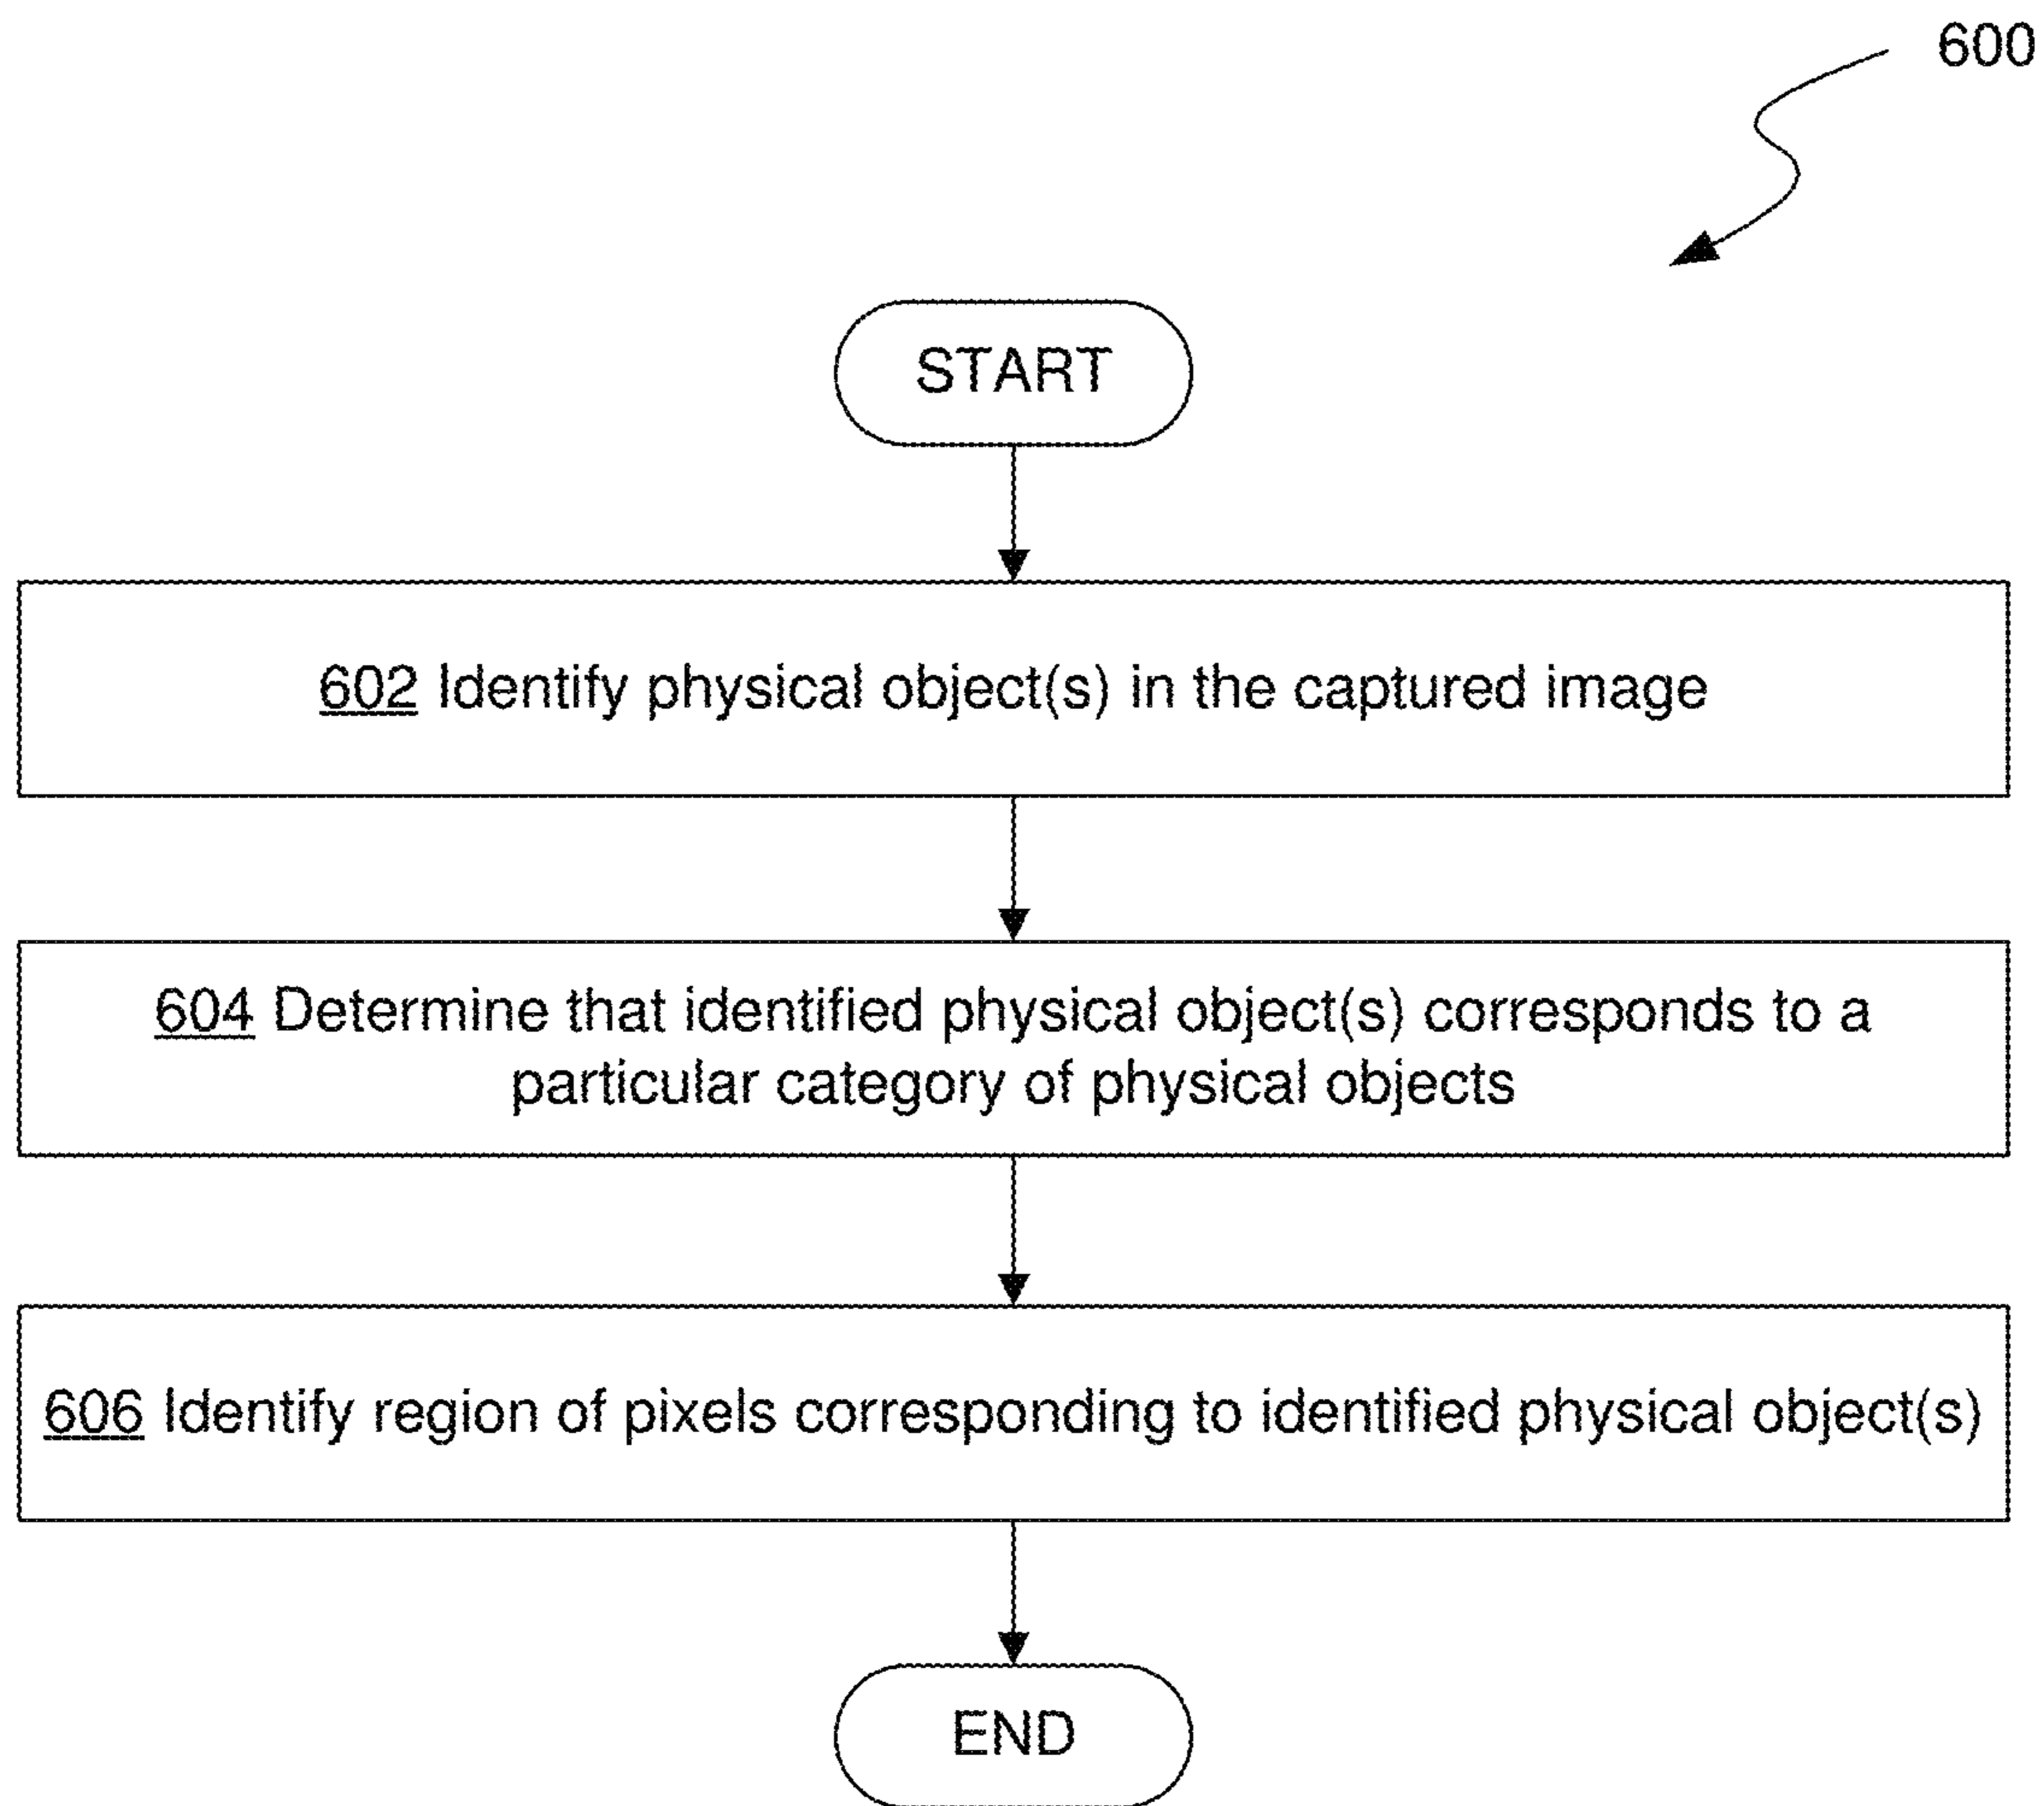 600
START
602 Identify physical object(s) in the captured image
604 Determine that identified physical object(s) corresponds to a
particular category of physical objects
606 Identify region of pixels corresponding to identified physical object(s)
END